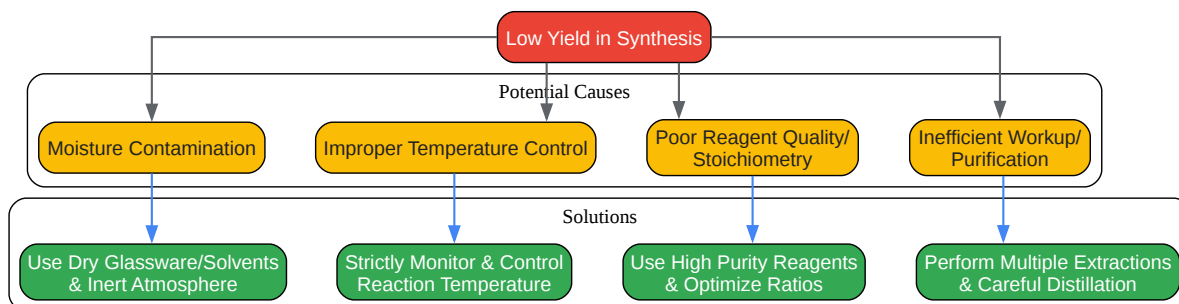 Low Yield in Synthesis
Potential Causes
Moisture Contamination
Improper Temperature Control
Poor Reagent Quality/
Stoichiometry
Inefficient Workup/
Purification
Solutions
Use Dry Glassware/Solvents
& Inert Atmosphere
Strictly Monitor & Control
Reaction Temperature
Use High Purity Reagents
& Optimize Ratios
Perform Multiple Extractions
& Careful Distillation